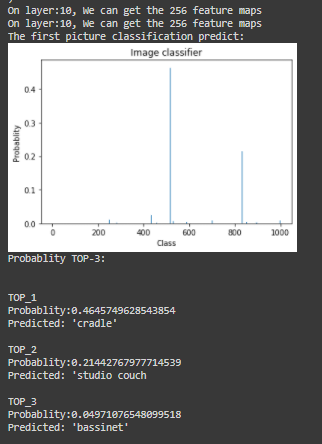 On layer:10, We can get the 256 feature maps
On layer:10, We can get the 256 feature maps
The first picture classification predict:
Image classifier
0.4
0.3
0.2
0.1
0.0
Probablity
0 200 400 600 800 1000
Class
Probablity TOP-3:
TOP_1
Probablity:0.4645749628543854
Predicted: 'cradle'
TOP_2
Probablity:0.21442767977714539
Predicted: 'studio couch
TOP_3
Probablity:0.04971076548099518
Predicted: 'bassinet'